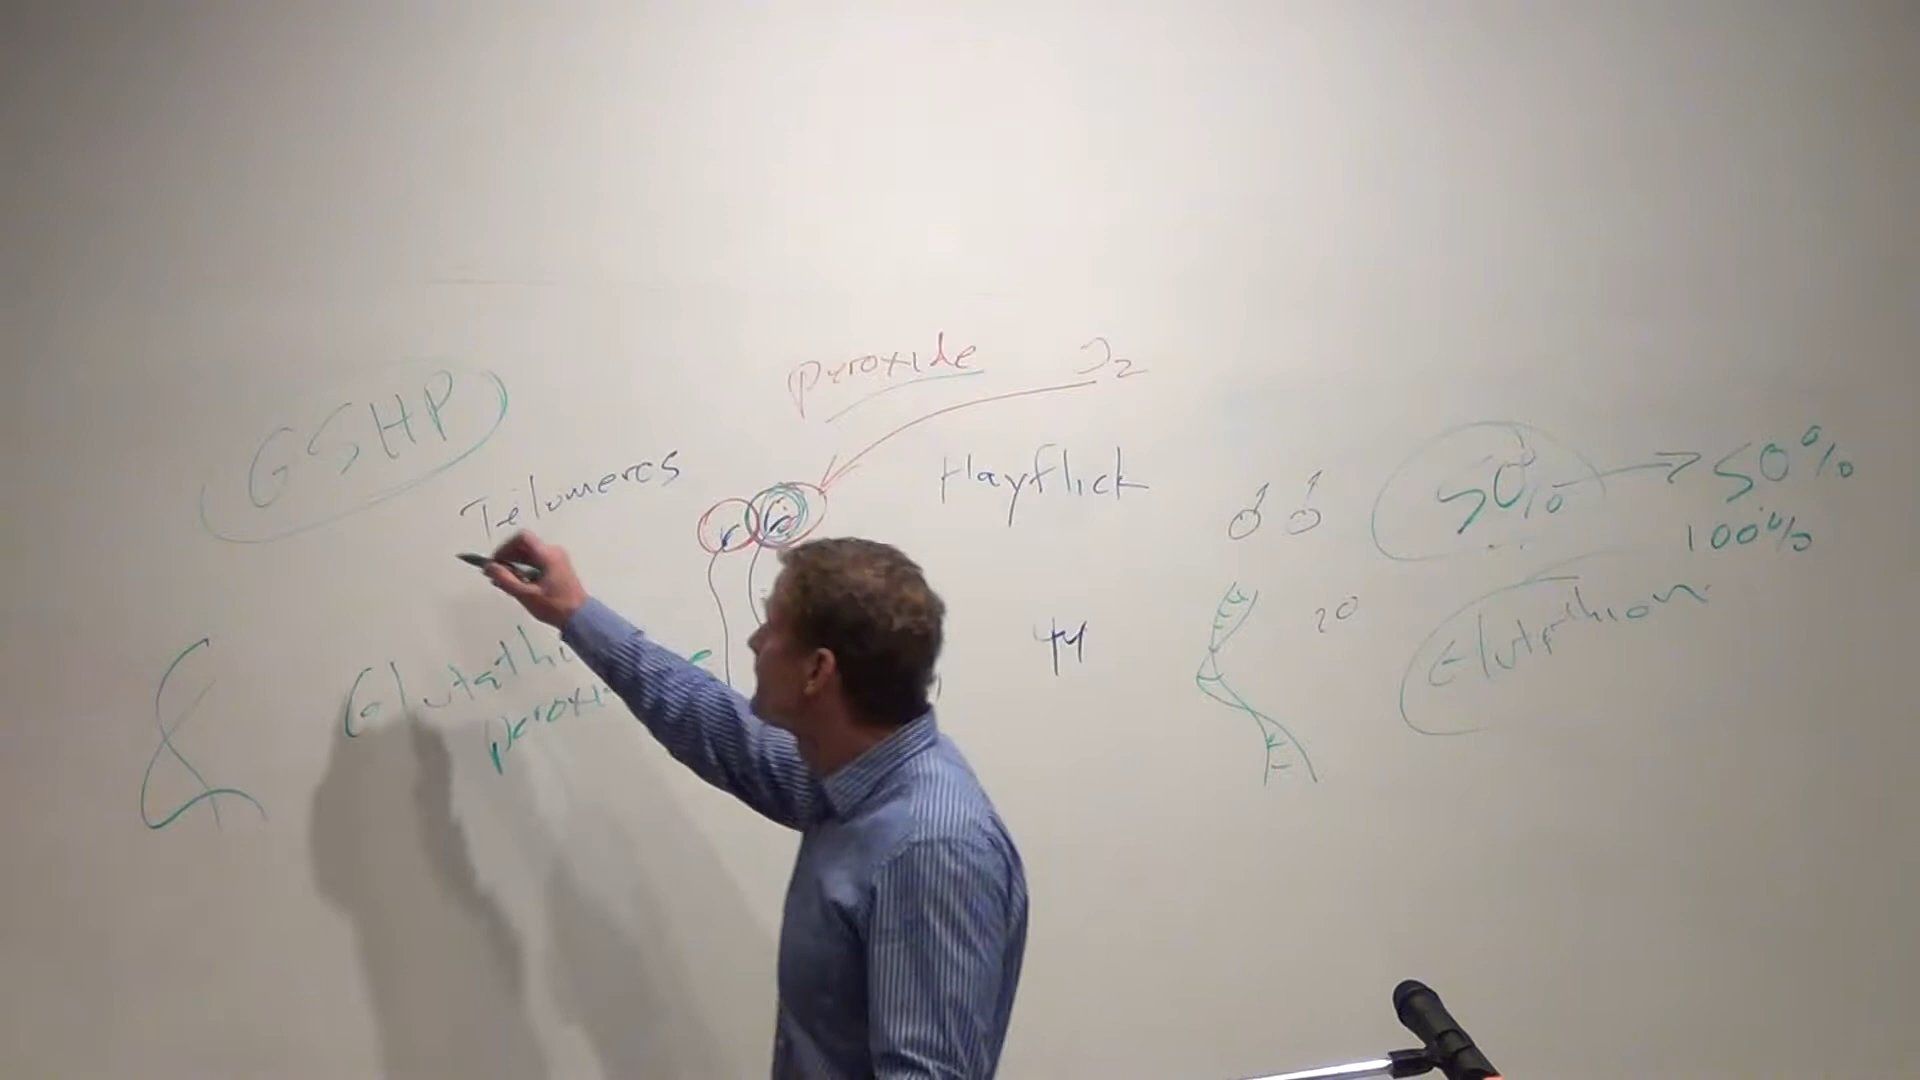 peroxide O2
GSHP
Telomeres
Hayflick
50%
50%
100%
44
20
Glutathion